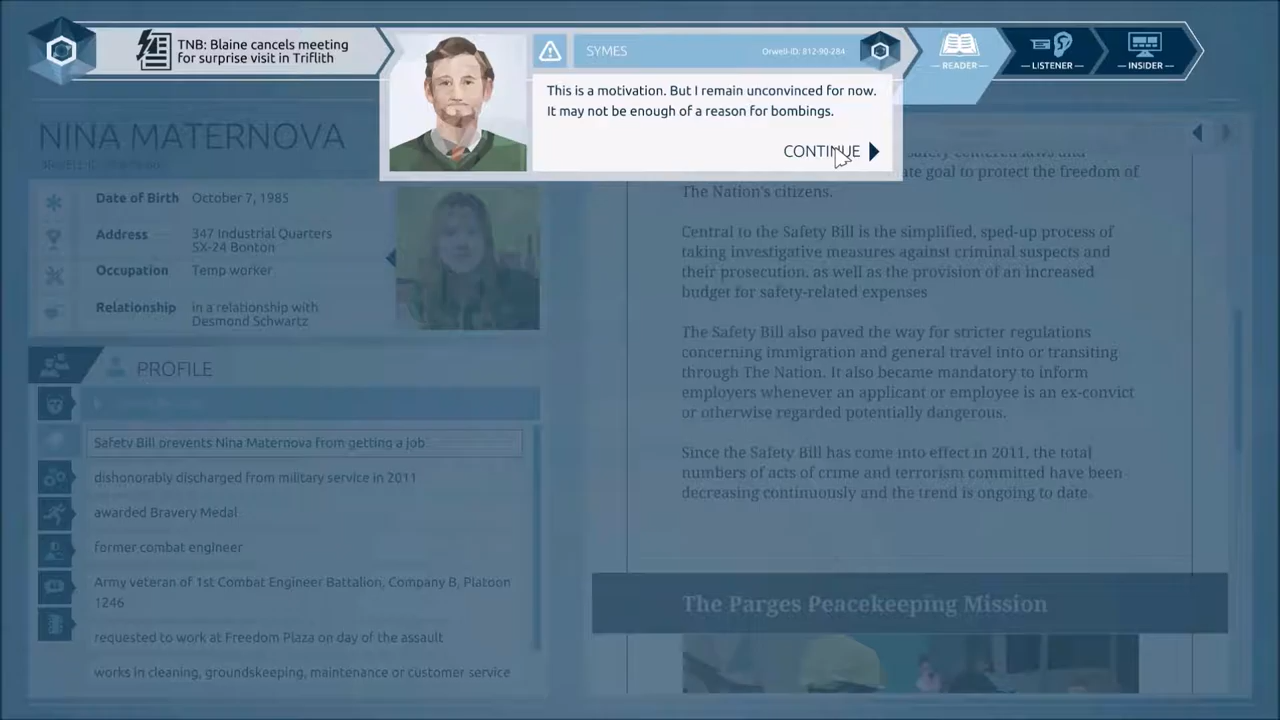 TNB: Blaine cancels meeting
for surprise visit in Triflith
SYMES
Orwell-ID: 812-90-284
This is a motivation. But I remain unconvinced for now.
It may not be enough of a reason for bombings.
CONTINUE
READER
LISTENER
INSIDER
NINA MATERNOVA
Date of Birth October 7, 1985
Address 347 Industrial Quarters
SX-24 Bonton
Occupation Temp worker
Relationship in a relationship with
Desmond Schwartz
PROFILE
Safety Bill prevents Nina Maternova from getting a job
dishonorably discharged from military service in 2011
awarded Bravery Medal
former combat engineer
Army veteran of 1st Combat Engineer Battalion, Company B, Platoon
1246
requested to work at Freedom Plaza on day of the assault
works in cleaning, groundskeeping, maintenance or customer service
safety centered laws and
ate goal to protect the freedom of
The Nation's citizens.
Central to the Safety Bill is the simplified, sped-up process of
taking investigative measures against criminal suspects and
their prosecution, as well as the provision of an increased
budget for safety-related expenses
The Safety Bill also paved the way for stricter regulations
concerning immigration and general travel into or transiting
through The Nation. It also became mandatory to inform
employers whenever an applicant or employee is an ex-convict
or otherwise regarded potentially dangerous.
Since the Safety Bill has come into effect in 2011, the total
numbers of acts of crime and terrorism committed have been
decreasing continuously and the trend is ongoing to date.
The Parges Peacekeeping Mission